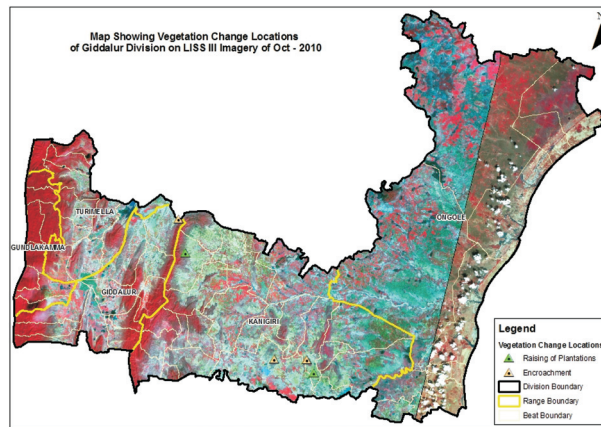 Map Showing Vegetation Change Locations
of Giddalur Division on LISS III Imagery of Oct - 2010
N
TURIMEELA
GUNDLAKAMMA
ONGOLE
GIDDALUR
KANIGIRI
Legend
Vegetation Change Locations
Raising of Plantations
Encroachment
Division Boundary
Range Boundary
Beat Boundary